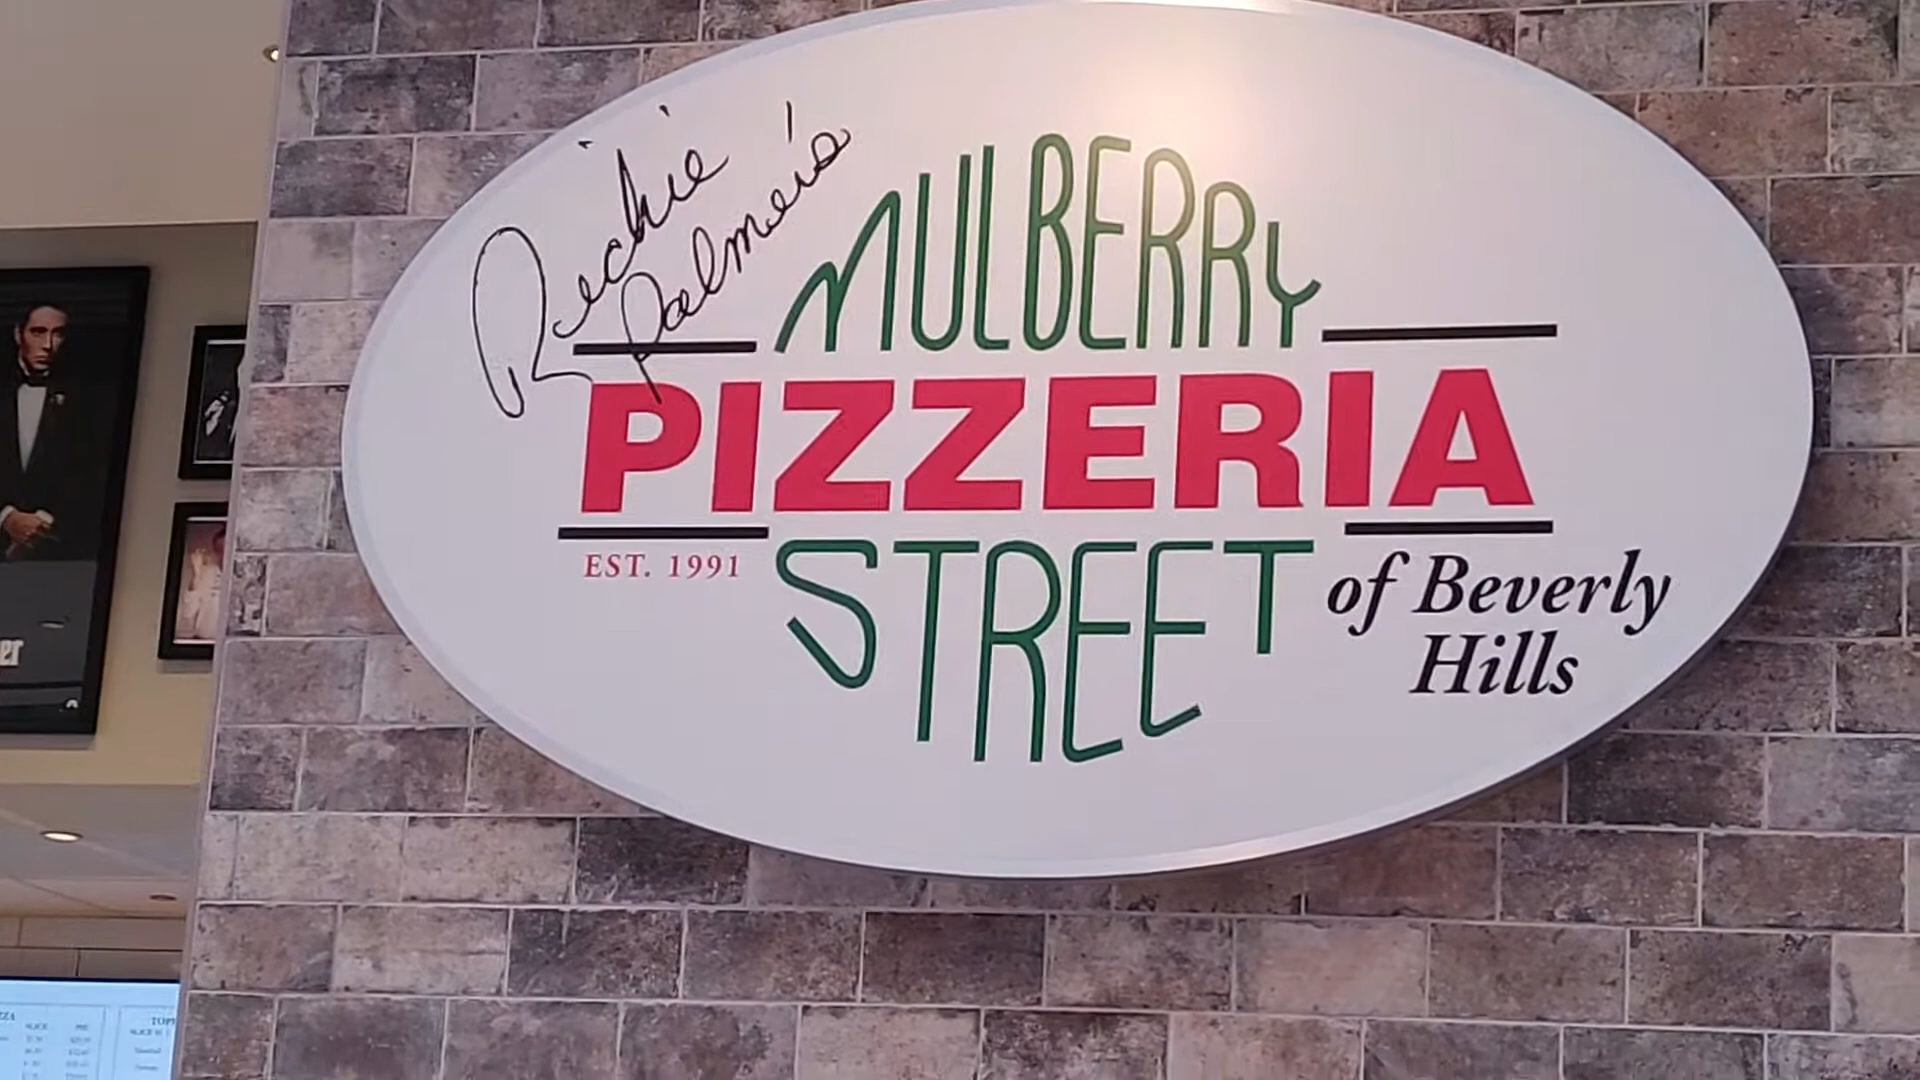 Richie
Palmer's
MULBERRY
PIZZERIA
EST. 1991
STREET
of Beverly
Hills